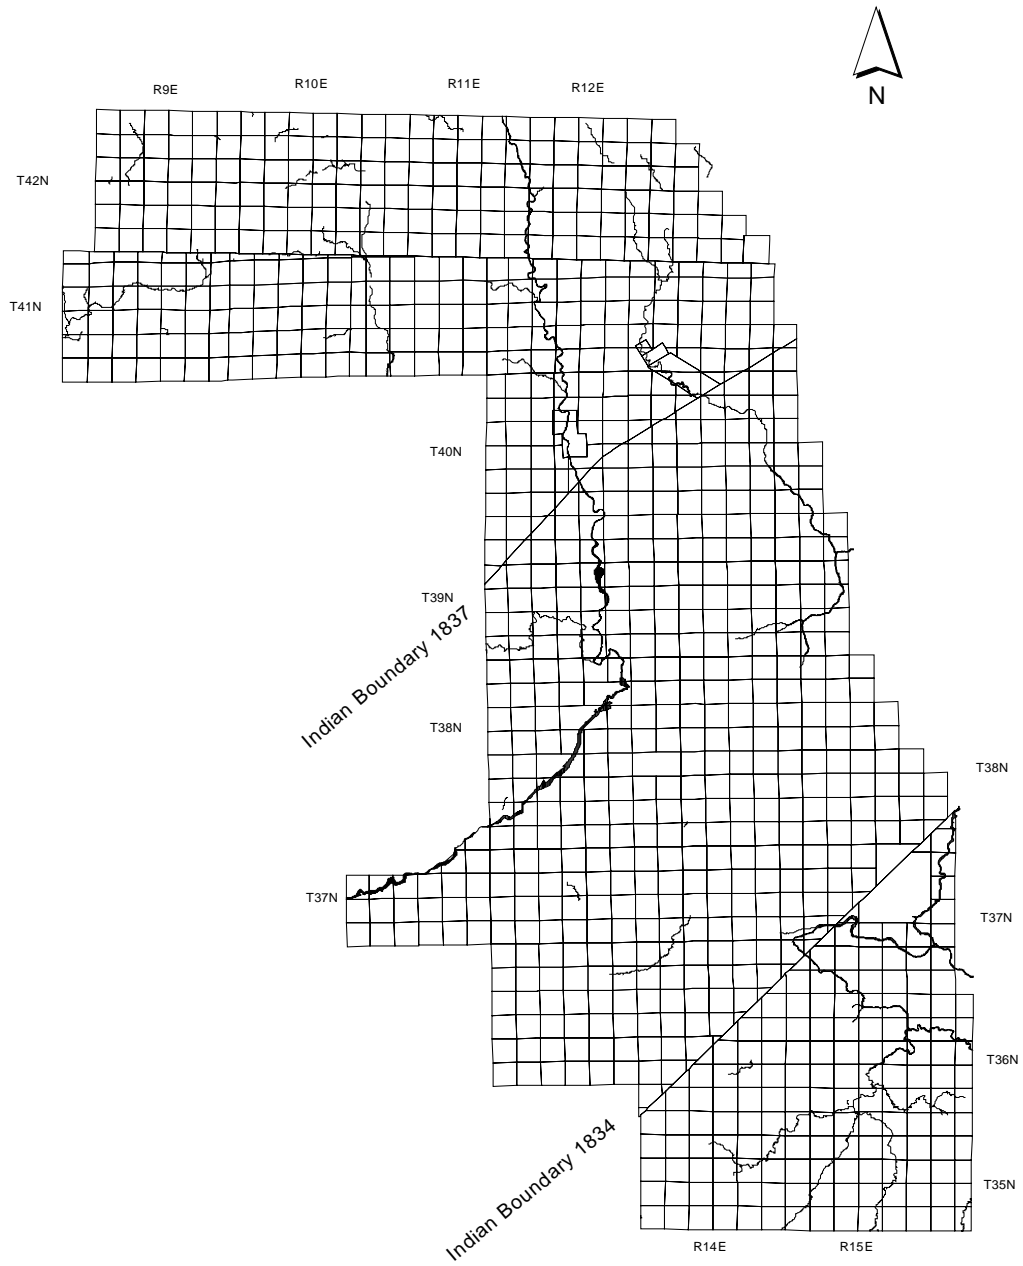 N
R9E
R10E
R11E
R12E
T42N
T41N
T40N
T39N
Indian Boundary 1837
T38N
T38N
T37N
T37N
T36N
Indian Boundary 1834
T35N
R14E
R15E